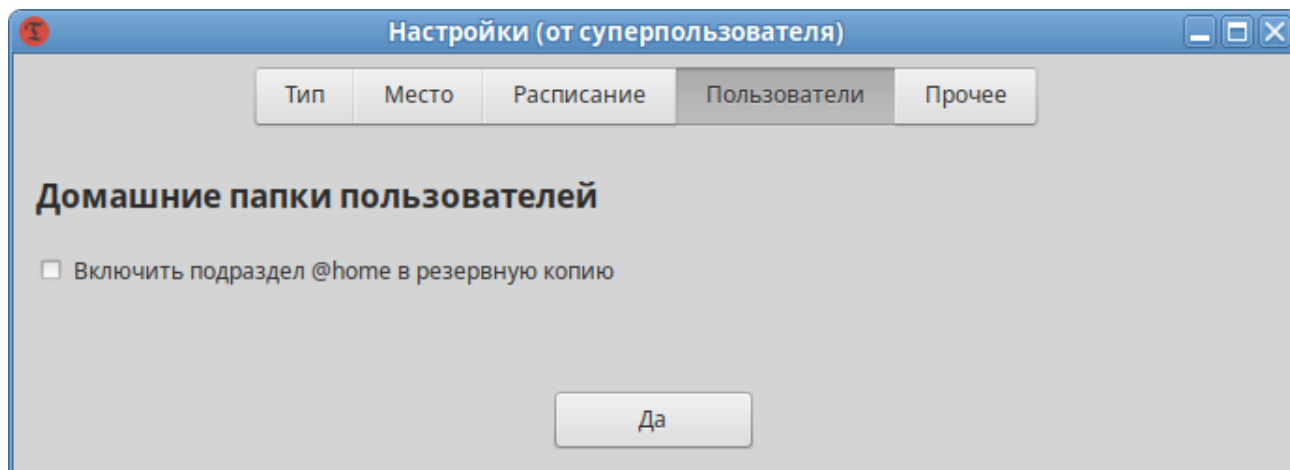 Настройки (от суперпользователя)
Тип Место Расписание Пользователи Прочее
Домашние папки пользователей
Включить подраздел @home в резервную копию
Да